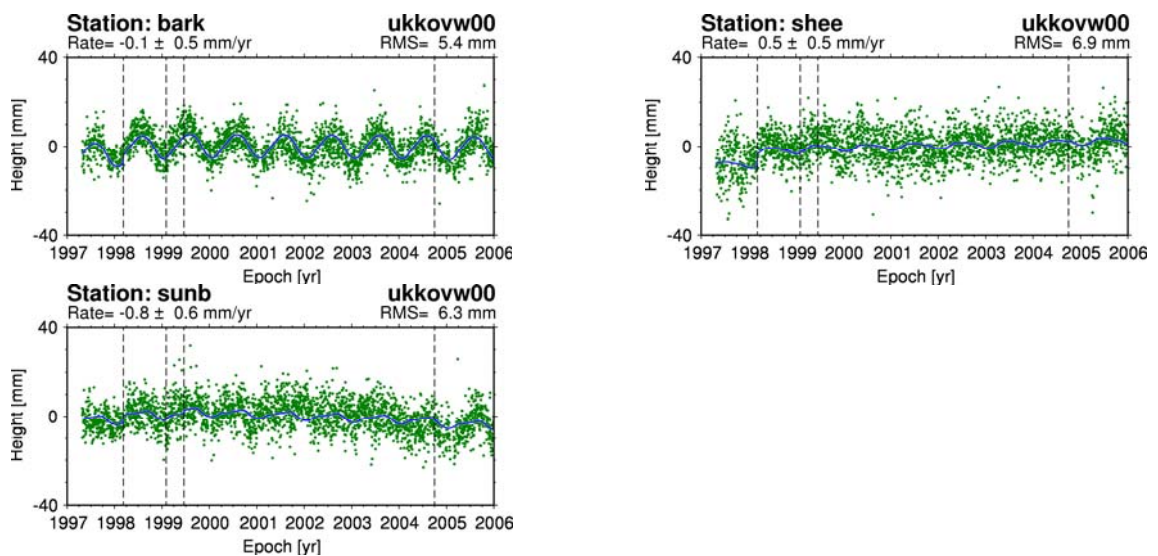 Station: bark ukkovw00
Rate= -0.1 ± 0.5 mm/yr RMS= 5.4 mm
40
0
-40
Height [mm]
1997 1998 1999 2000 2001 2002 2003 2004 2005 2006
Epoch [yr]
Station: shee ukkovw00
Rate= 0.5 ± 0.5 mm/yr RMS= 6.9 mm
40
0
-40
Height [mm]
1997 1998 1999 2000 2001 2002 2003 2004 2005 2006
Epoch [yr]
Station: sunb ukkovw00
Rate= -0.8 ± 0.6 mm/yr RMS= 6.3 mm
40
0
-40
Height [mm]
1997 1998 1999 2000 2001 2002 2003 2004 2005 2006
Epoch [yr]